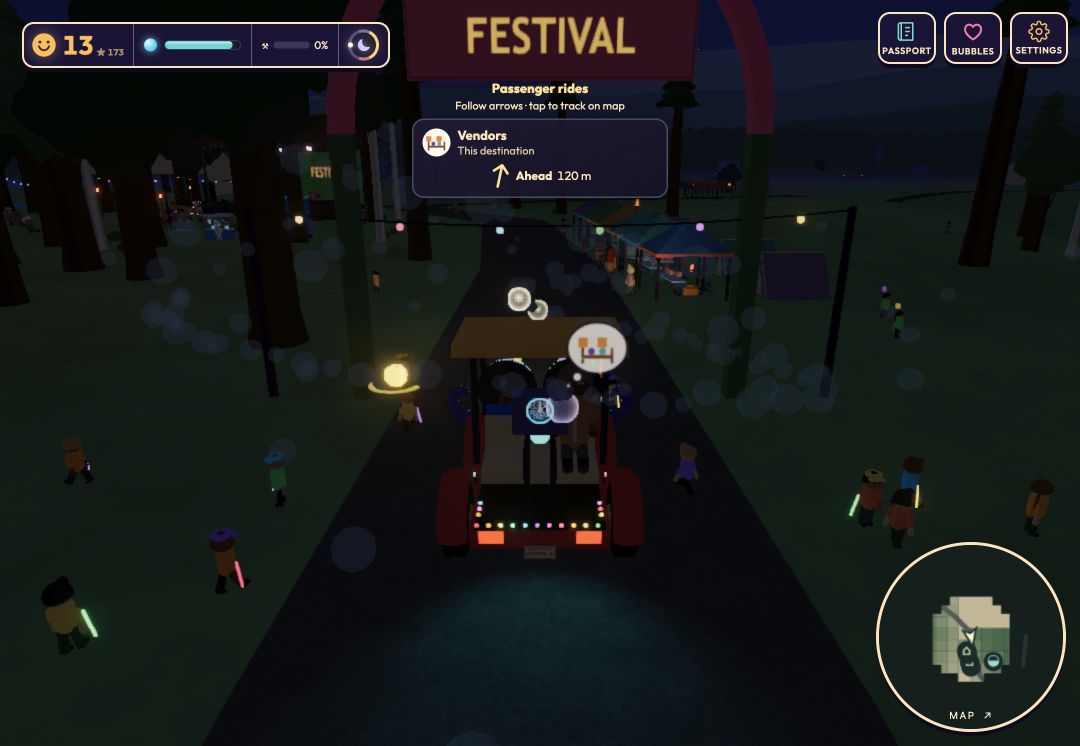 13
173
0%
FESTIVAL
PASSPORT
BUBBLES
SETTINGS
Passenger rides
Follow arrows · tap to track on map
Vendors
This destination
Ahead 120 m
FESTI
MAP ↗